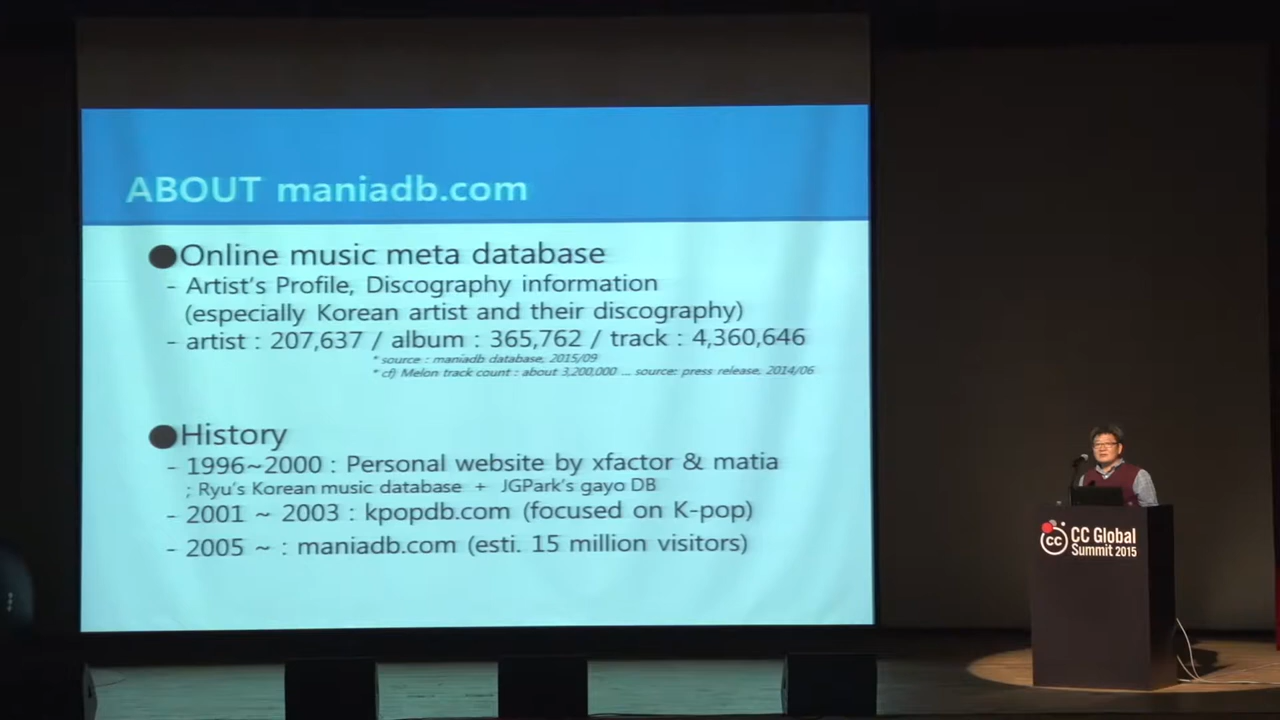 ABOUT maniadb.com
●Online music meta database
- Artist's Profile, Discography information
(especially Korean artist and their discography)
- artist : 207,637 / album : 365,762 / track : 4,360,646
* source : maniadb database, 2015/09
* cf) Melon track count : about 3,200,000 ... source: press release, 2014/06
●History
- 1996~2000 : Personal website by xfactor & matia
; Ryu's Korean music database + JGPark's gayo DB
- 2001 ~ 2003 : kpopdb.com (focused on K-pop)
- 2005 ~ : maniadb.com (esti. 15 million visitors)
cc
CC Global
Summit 2015